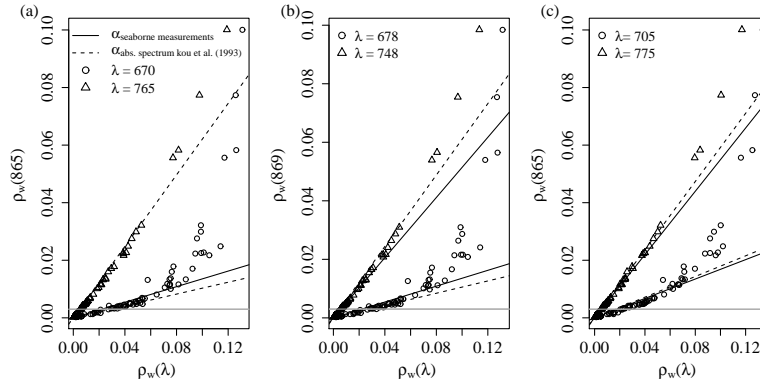 (a)
α seaborne measurements
α abs. spectrum kou et al. (1993)
λ = 670
λ = 765
ρw(865)
0.00 0.02 0.04 0.06 0.08 0.10
0.00 0.04 0.08 0.12
ρw(λ)
(b)
λ = 678
λ = 748
ρw(869)
0.00 0.02 0.04 0.06 0.08 0.10
0.00 0.04 0.08 0.12
ρw(λ)
(c)
λ= 705
λ= 775
ρw(865)
0.00 0.02 0.04 0.06 0.08 0.10
0.00 0.04 0.08 0.12
ρw(λ)